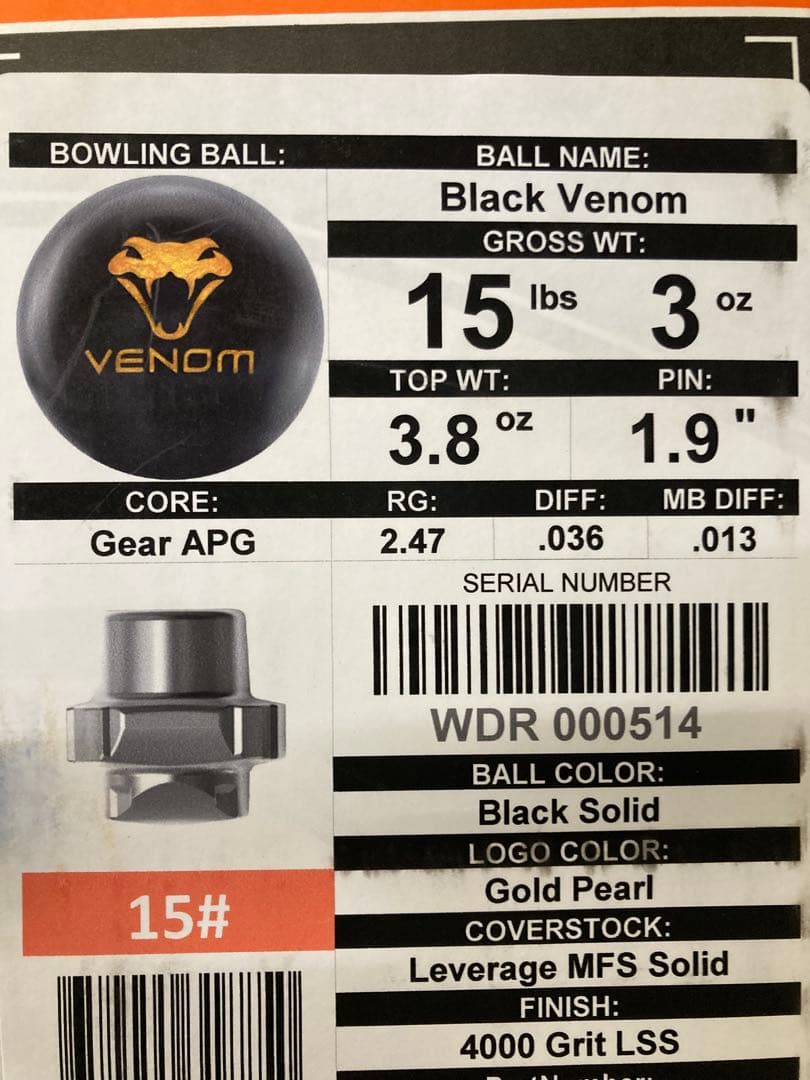 BOWLING BALL:
BALL NAME:
Black Venom
VENOM
GROSS WT:
15 lbs 3 oz
TOP WT: PIN:
3.8 oz 1.9 "
CORE: RG: DIFF: MB DIFF:
Gear APG 2.47 .036 .013
SERIAL NUMBER
WDR 000514
BALL COLOR:
Black Solid
LOGO COLOR:
Gold Pearl
15#
COVERSTOCK:
Leverage MFS Solid
FINISH:
4000 Grit LSS